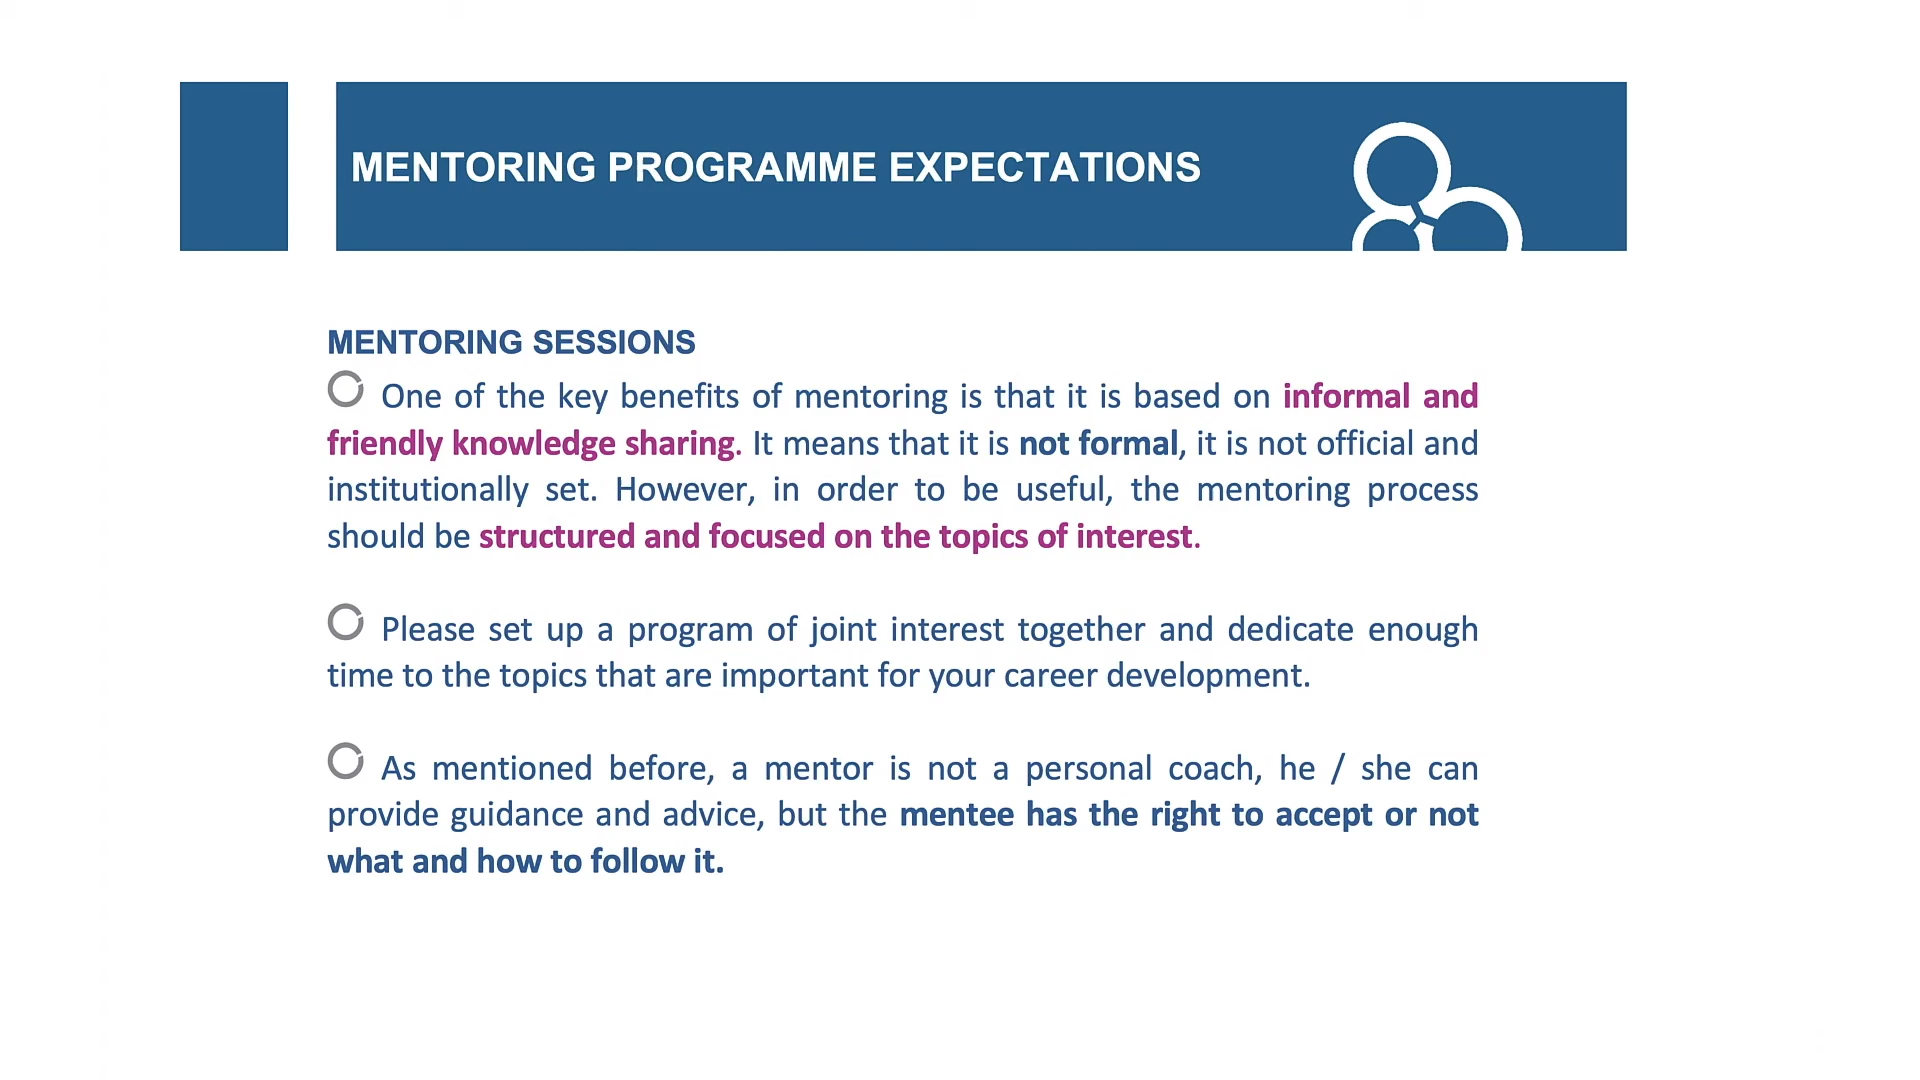 MENTORING PROGRAMME EXPECTATIONS
MENTORING SESSIONS
One of the key benefits of mentoring is that it is based on informal and
friendly knowledge sharing. It means that it is not formal, it is not official and
institutionally set. However, in order to be useful, the mentoring process
should be structured and focused on the topics of interest.
Please set up a program of joint interest together and dedicate enough
time to the topics that are important for your career development.
As mentioned before, a mentor is not a personal coach, he / she can
provide guidance and advice, but the mentee has the right to accept or not
what and how to follow it.